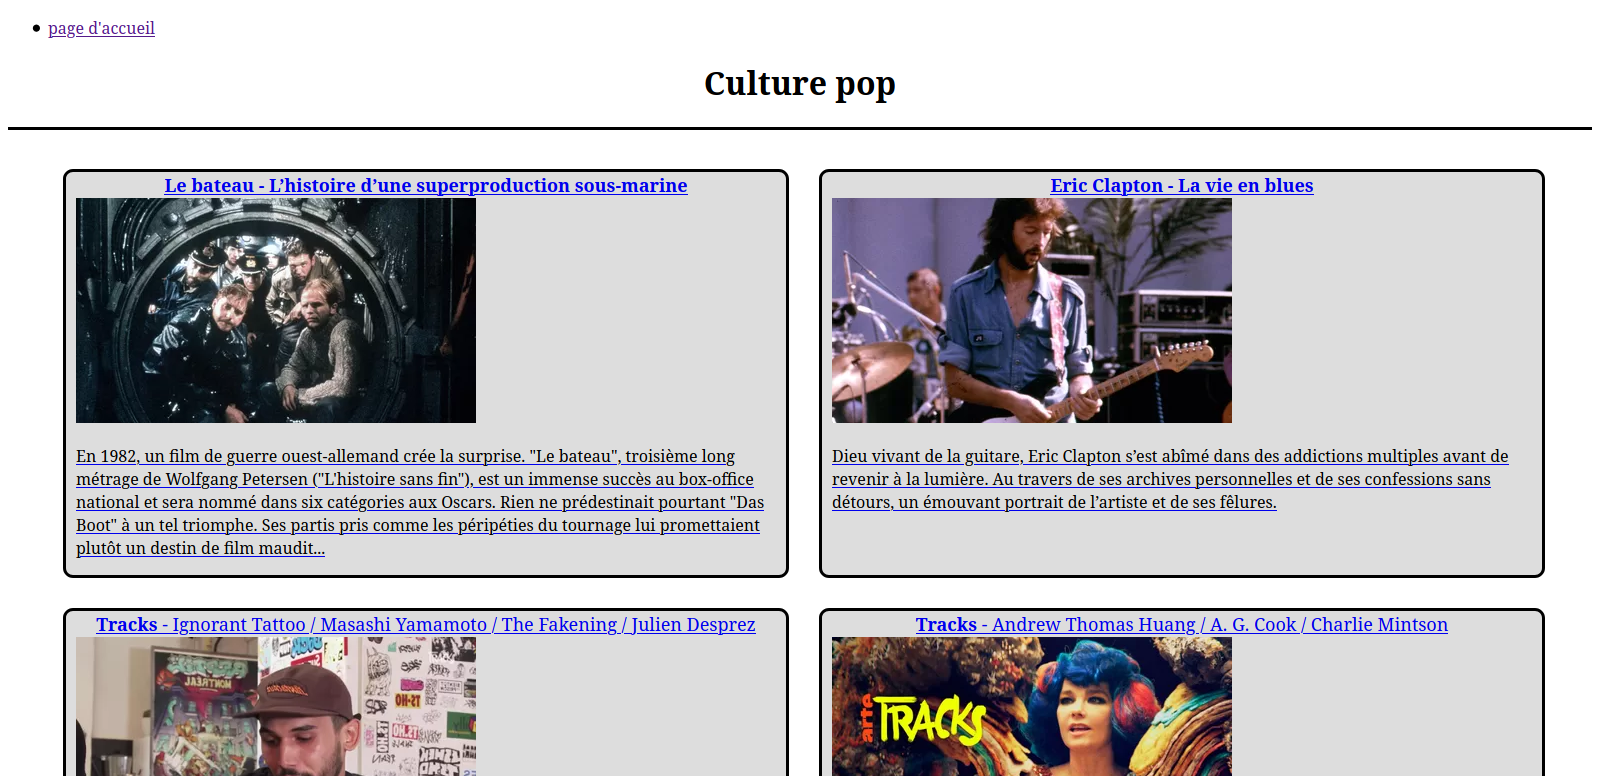 page d'accueil
Culture pop
Le bateau - L’histoire d’une superproduction sous-marine
En 1982, un film de guerre ouest-allemand crée la surprise. "Le bateau", troisième long
métrage de Wolfgang Petersen ("L’histoire sans fin"), est un immense succès au box-office
national et sera nommé dans six catégories aux Oscars. Rien ne prédestinait pourtant "Das
Boot" à un tel triomphe. Ses partis pris comme les péripéties du tournage lui promettaient
plutôt un destin de film maudit...
Eric Clapton - La vie en blues
Dieu vivant de la guitare, Eric Clapton s’est abîmé dans des addictions multiples avant de
revenir à la lumière. Au travers de ses archives personnelles et de ses confessions sans
détours, un émouvant portrait de l’artiste et de ses fêlures.
Tracks - Ignorant Tattoo / Masashi Yamamoto / The Fakening / Julien Desprez
MONTRÉAL
Tracks - Andrew Thomas Huang / A. G. Cook / Charlie Mintson
arte
TRACKS